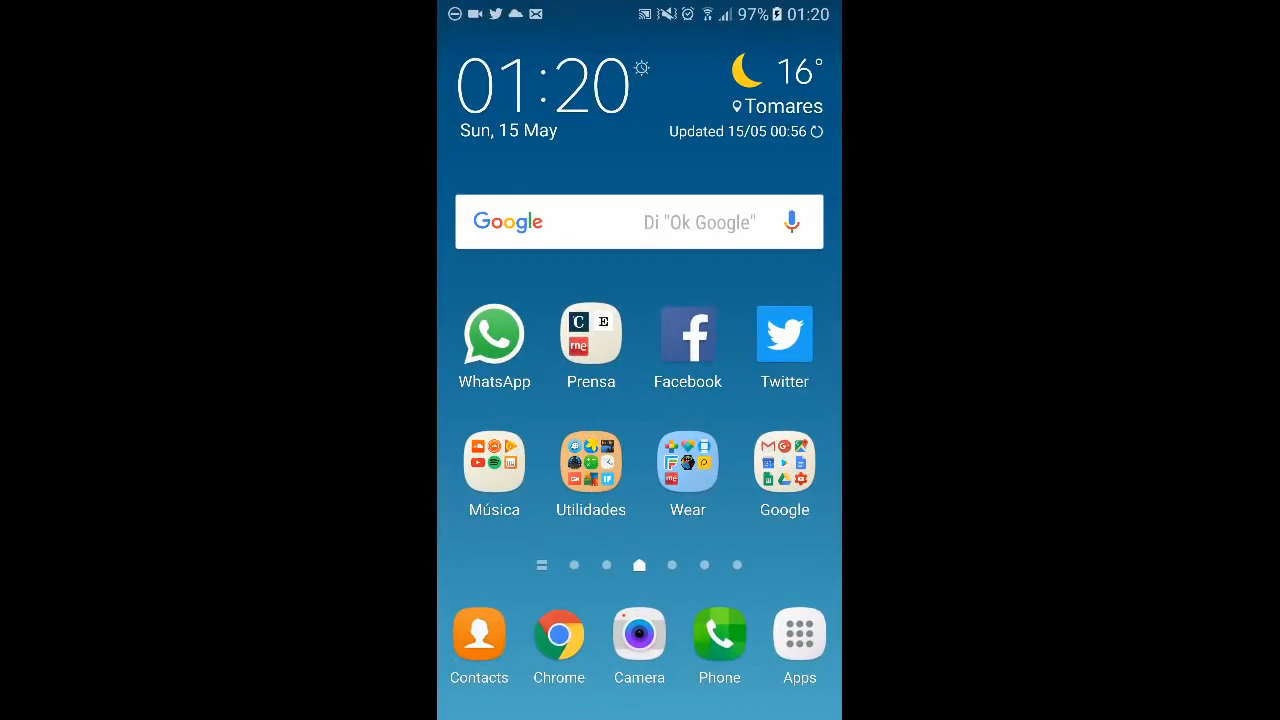 97% 01:20
01:20
16°
Tomares
Sun, 15 May
Updated 15/05 00:56
Google Di "Ok Google"
C E
rne
WhatsApp Prensa Facebook Twitter
Música Utilidades Wear Google
Contacts Chrome Camera Phone Apps